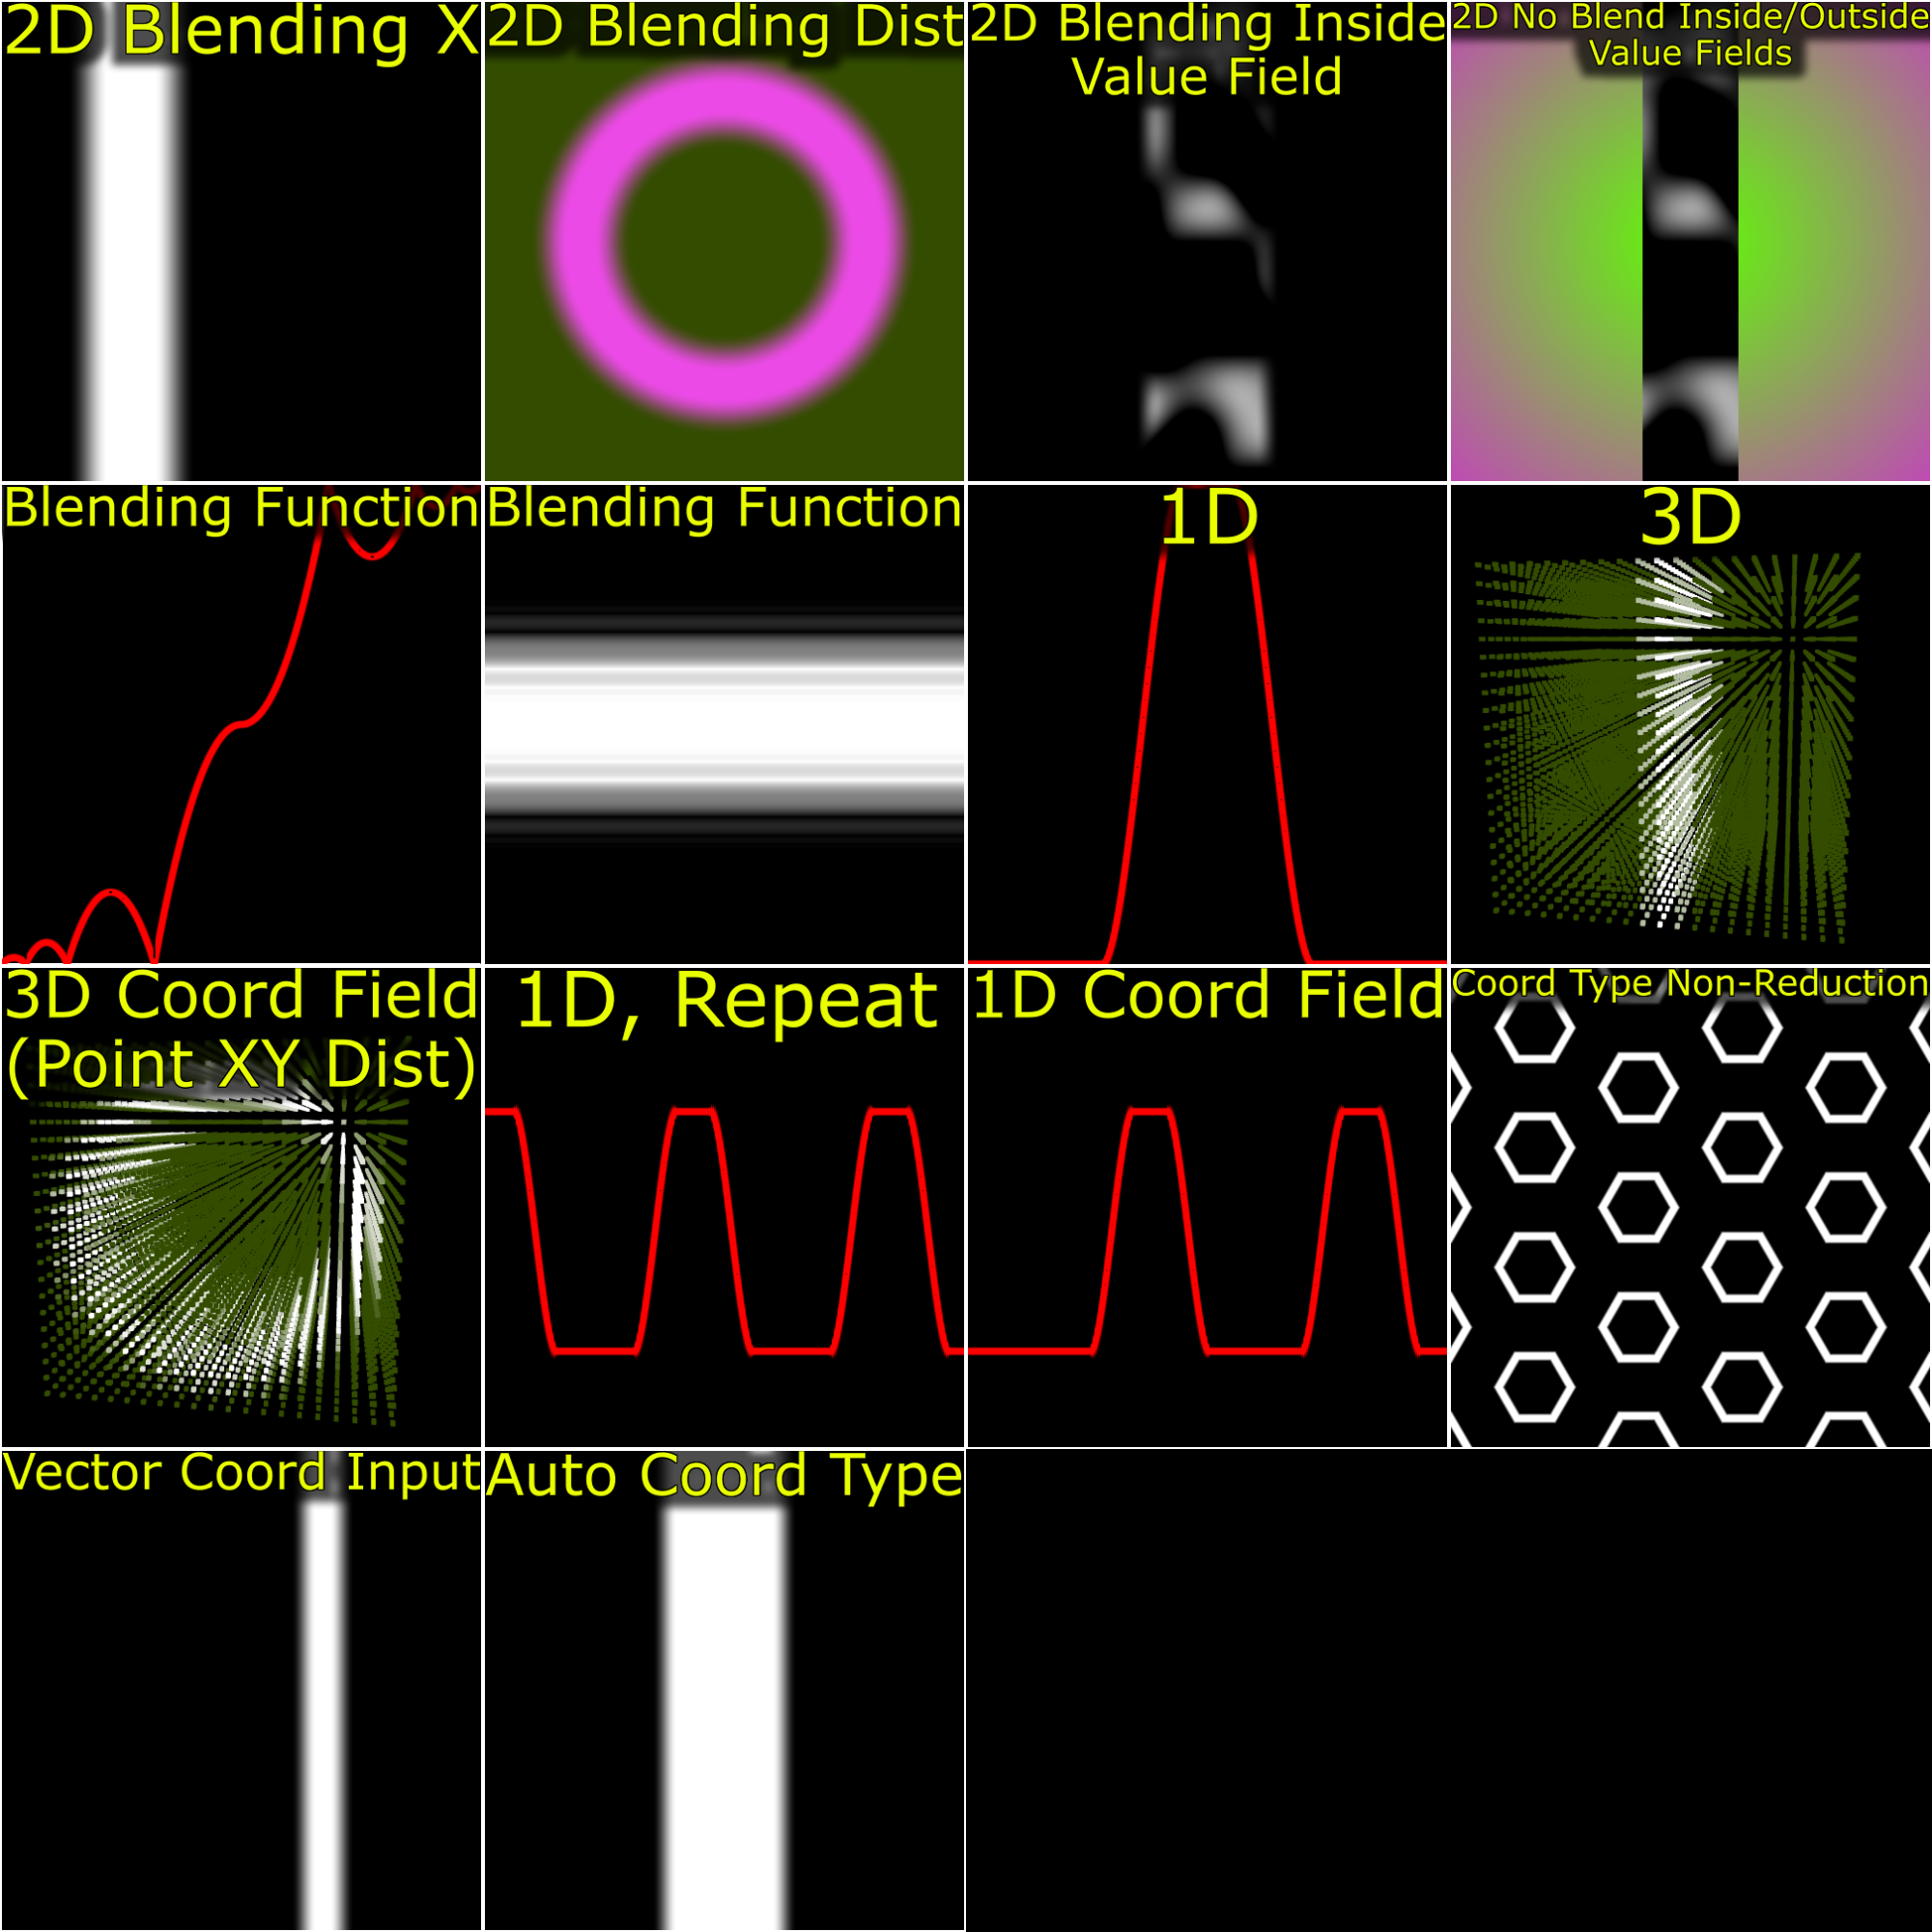 2D Blending X
2D Blending Dist
2D Blending Inside
Value Field
2D No Blend Inside/Outside
Value Fields
Blending Function
Blending Function
1D
3D
3D Coord Field
(Point XY Dist)
1D, Repeat
1D Coord Field
Coord Type Non-Reduction
Vector Coord Input
Auto Coord Type